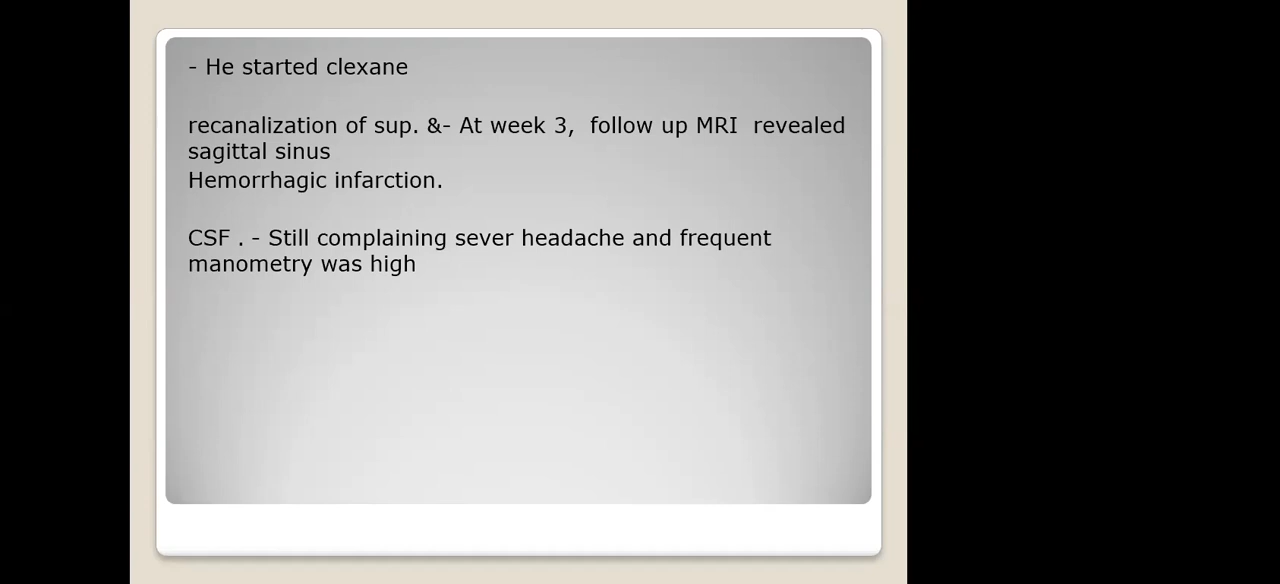 - He started clexane
recanalization of sup. &- At week 3, follow up MRI revealed
sagittal sinus
Hemorrhagic infarction.
CSF . - Still complaining sever headache and frequent
manometry was high